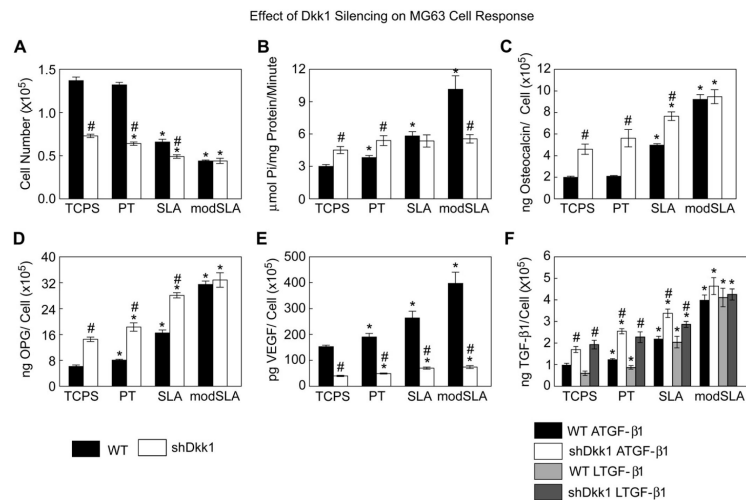 Effect of Dkk1 Silencing on MG63 Cell Response
A
Cell Number (x10⁵)
1.5
1.0
0.5
0.0
#
# *
* # *
* *
TCPS PT SLA modSLA
B
µmol Pi/mg Protein/Minute
12
9
6
3
0
#
* #
*
* #
TCPS PT SLA modSLA
C
ng Osteocalcin/ Cell (x10⁵)
10
8
6
4
2
#
#
* # *
* *
TCPS PT SLA modSLA
D
ng OPG/ Cell (x10⁵)
32
24
16
8
0
#
* # *
* # *
* *
TCPS PT SLA modSLA
E
pg VEGF/ Cell (x10⁵)
500
400
300
200
100
0
#
* # *
* # *
* # *
TCPS PT SLA modSLA
F
ng TGF-β1/Cell (x10⁵)
6
5
4
3
2
1
# #
* # * * #
* # * * # *
* * * *
TCPS PT SLA modSLA
WT shDkk1
WT ATGF-β1
shDkk1 ATGF-β1
WT LTGF-β1
shDkk1 LTGF-β1